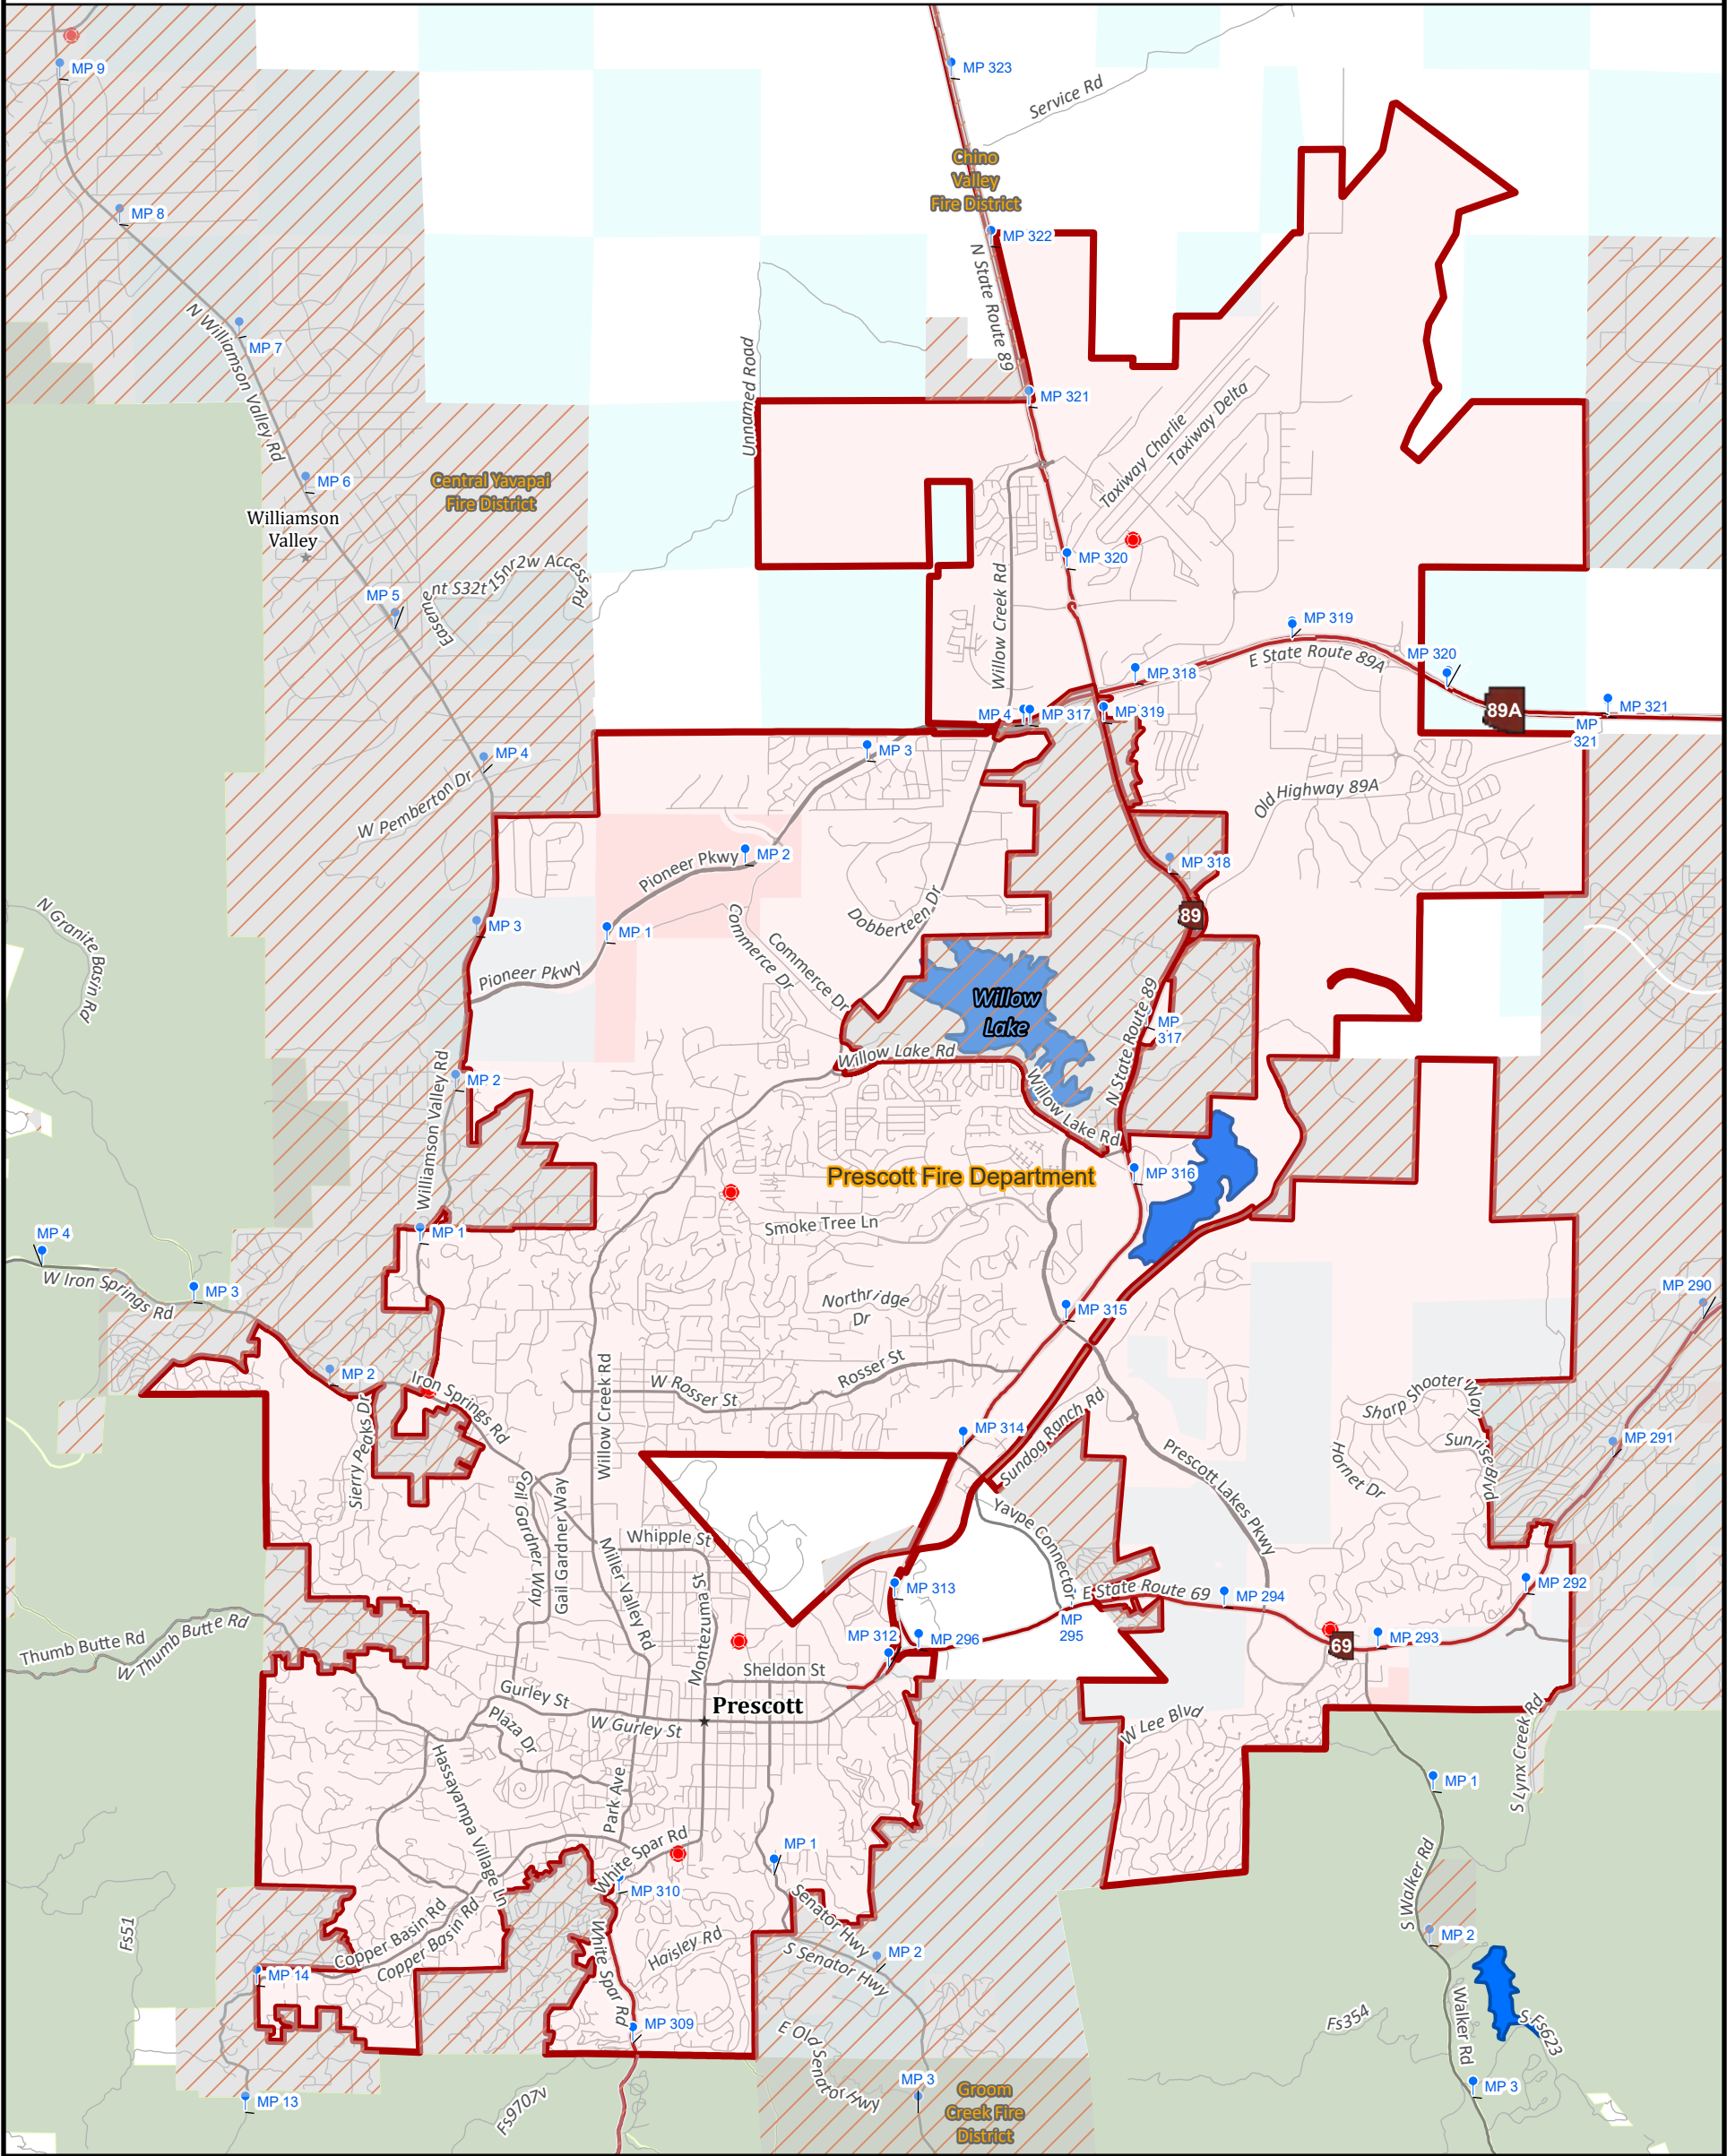 MP 9
MP 323
Service Rd
Chino
Valley
Fire District
MP 8
MP 322
N State Route 89
N Williamson Valley Rd
MP 7
Unnamed Road
MP 321
Taxiway Charlie
Taxiway Delta
MP 6
Central Yavapai
Fire District
Williamson
Valley
MP 320
Easeme
nt S32t 15nr2w Access
Rd
MP 5
Willow Creek Rd
MP 319
E State Route 89A
MP 320
MP 318
89A
MP 321
MP
321
MP 4
MP 317
MP 319
MP 3
MP 4
W Pemberton Dr
Old Highway 89A
Pioneer Pkwy
MP 2
MP 318
89
Dobberteen Dr
N Granite Basin Rd
MP 3
MP 1
Commerce Dr
Commerce Dr
Pioneer Pkwy
Willow
Lake
N State Route 89
MP
317
Willow Lake Rd
Willow Lake Rd
Williamson Valley Rd
MP 2
Prescott Fire Department
MP 316
Smoke Tree Ln
MP 1
MP 4
W Iron Springs Rd
MP 3
Northridge
Dr
MP 315
MP 290
MP 2
Iron Springs Rd
Sierry Peaks Dr
Willow Creek Rd
W Rosser St
Rosser St
Sundog Ranch Rd
Sharp Shooter
Way
MP 314
MP 291
Prescott Lakes Pkwy
Hornet Dr
Sunrise Blvd
Gail Gardner Way
Gail Gardner Way
Whipple St
Miller Valley Rd
Montezuma St
Yavpe Connector
MP 313
E State Route 69
MP 294
MP 292
MP
295
MP 312
MP 296
69
MP 293
Thumb Butte Rd
W Thumb Butte Rd
Sheldon St
Prescott
Gurley St
W Gurley St
Plaza Dr
W Lee Blvd
S Lynx Creek Rd
Hassayampa Village Ln
Park Ave
MP 1
White Spar Rd
MP 1
MP 310
S Walker Rd
Fs51
Copper Basin Rd
Copper Basin Rd
White Spar Rd
Haisley Rd
Senator Hwy
S Senator Hwy
MP 2
MP 2
MP 14
MP 309
E Old Senator Hwy
Fs354
Walker Rd
S Fs623
MP 13
Fs9707v
MP 3
Groom
Creek Fire
District
MP 3